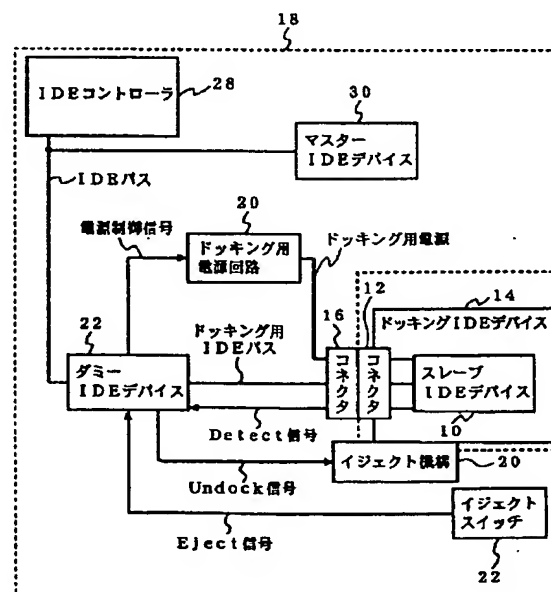 18
IDEコントローラ
28
30
マスター
IDEデバイス
IDEバス
20
電源制御信号
ドッキング用
電源回路
ドッキング用電源
14
12
ドッキングIDEデバイス
16
22
ドッキング用
IDEバス
ダミー
IDEデバイス
コネクタ
コネクタ
スレーブ
IDEデバイス
10
Detect信号
イジェクト機構
20
Undock信号
イジェクト
スイッチ
22
Eject信号